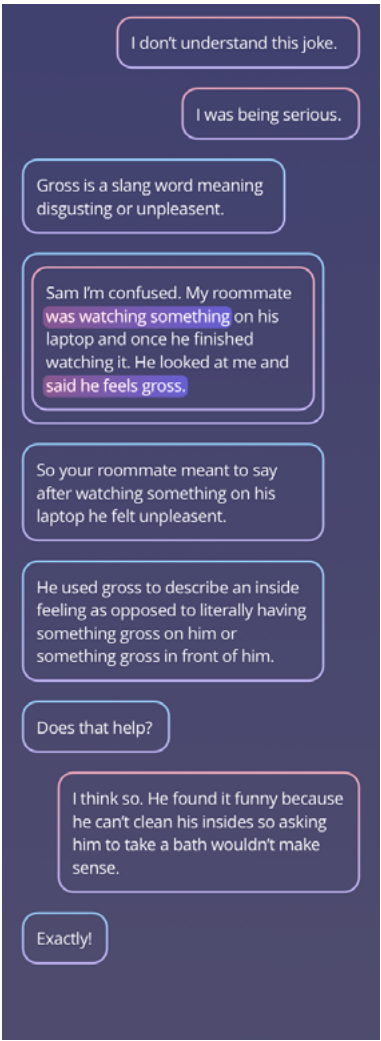 I don't understand this joke.
I was being serious.
Gross is a slang word meaning
disgusting or unpleasent.
Sam I'm confused. My roommate
was watching something on his
laptop and once he finished
watching it. He looked at me and
said he feels gross.
So your roommate meant to say
after watching something on his
laptop he felt unpleasent.
He used gross to describe an inside
feeling as opposed to literally having
something gross on him or
something gross in front of him.
Does that help?
I think so. He found it funny because
he can't clean his insides so asking
him to take a bath wouldn't make
sense.
Exactly!